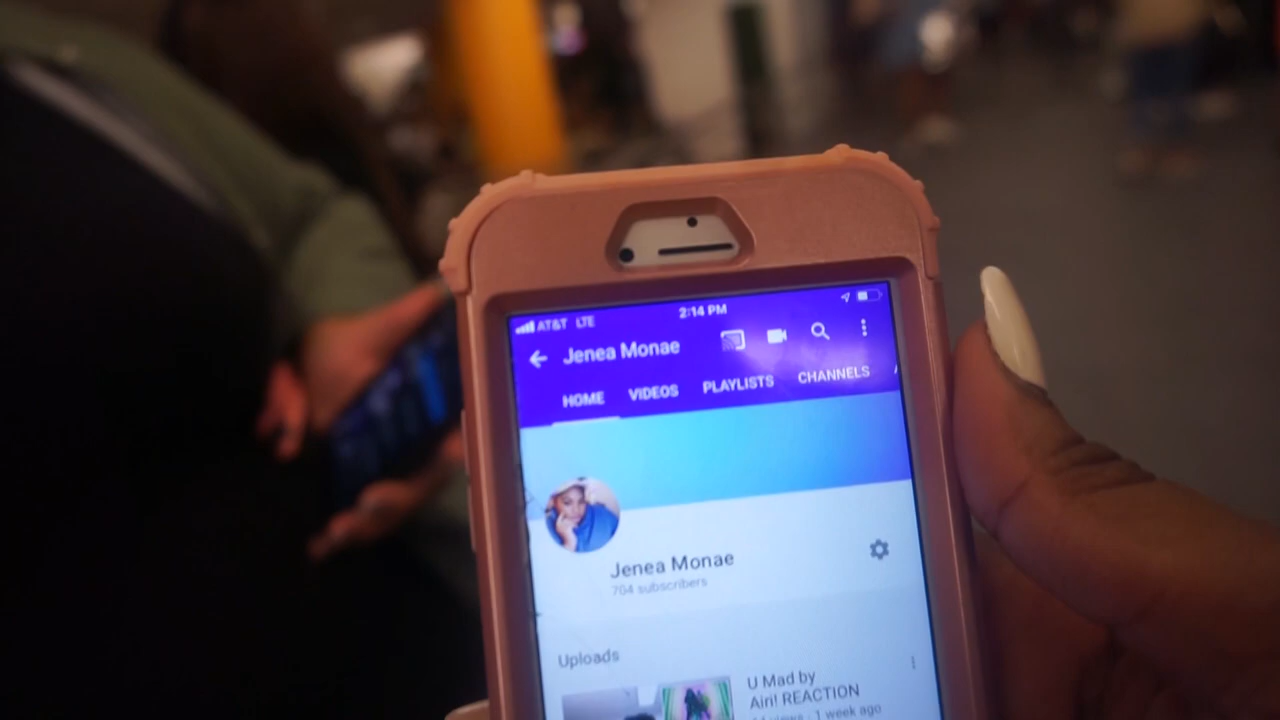 AT&T LTE 2:14 PM
Jenea Monae
HOME VIDEOS PLAYLISTS CHANNELS
Jenea Monae
704 subscribers
Uploads
U Mad by
Airi! REACTION
views · 1 week ago